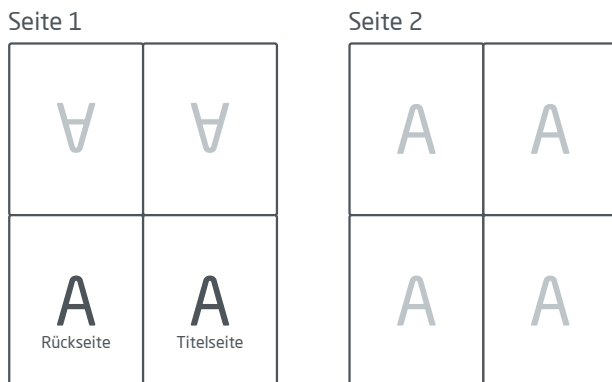 Seite 1 Seite 2
∀ ∀ A A
A A A A
Rückseite Titelseite